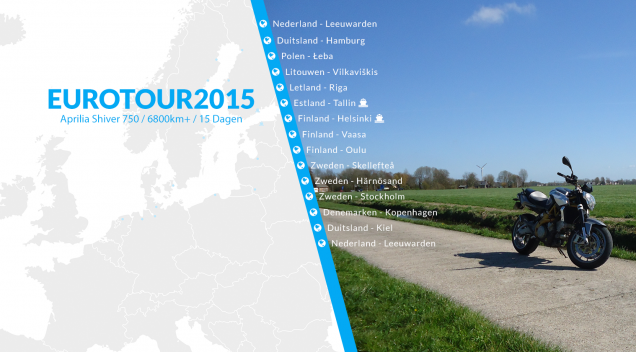 Nederland - Leeuwarden
Duitsland - Hamburg
Polen - Łeba
Litouwen - Vilkaviškis
Letland - Riga
Estland - Tallin
Finland - Helsinki
Finland - Vaasa
Finland - Oulu
Zweden - Skellefteå
Zweden - Härnösand
Zweden - Stockholm
Denemarken - Kopenhagen
Duitsland - Kiel
Nederland - Leeuwarden
EUROTOUR2015
Aprilia Shiver 750 / 6800km+ / 15 Dagen